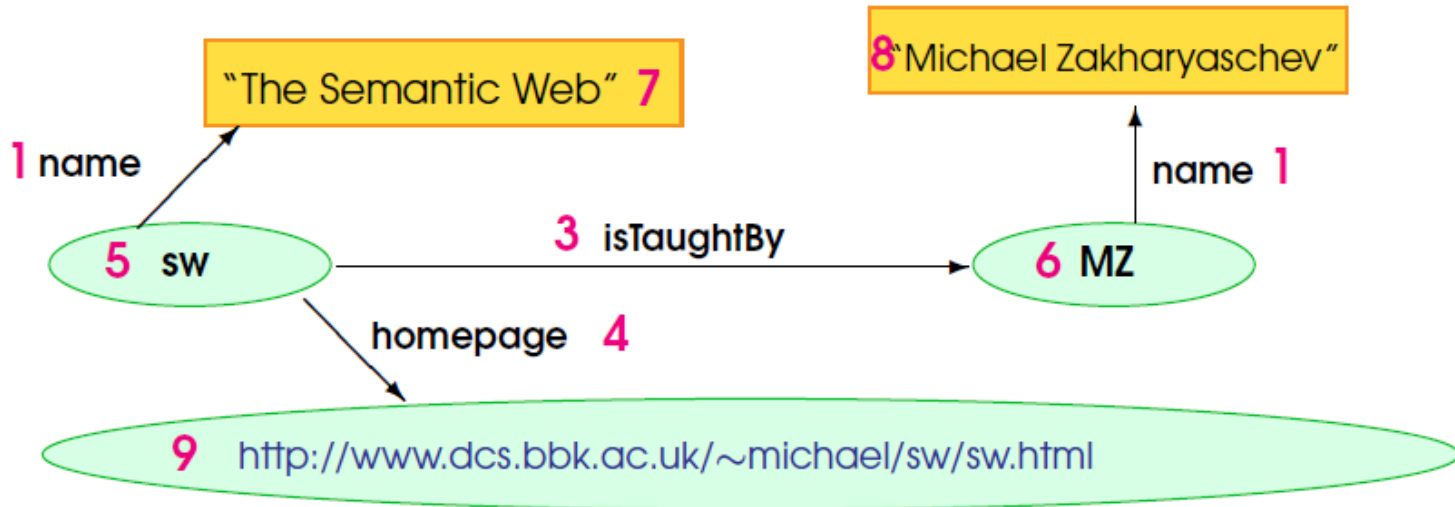 8 "Michael Zakharyaschev"
"The Semantic Web" 7
1 name
name 1
5 sw
3 isTaughtBy
6 MZ
homepage 4
9 http://www.dcs.bbk.ac.uk/~michael/sw/sw.html